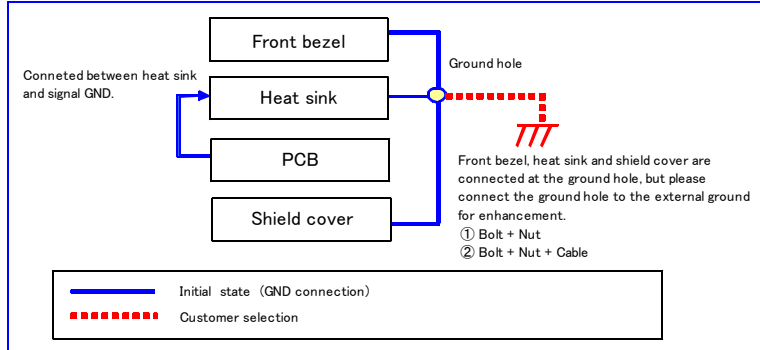 Front bezel
Ground hole
Conneted between heat sink
and signal GND.
Heat sink
PCB
Shield cover
Front bezel, heat sink and shield cover are
connected at the ground hole, but please
connect the ground hole to the external ground
for enhancement.
① Bolt + Nut
② Bolt + Nut + Cable
Initial state (GND connection)
Customer selection